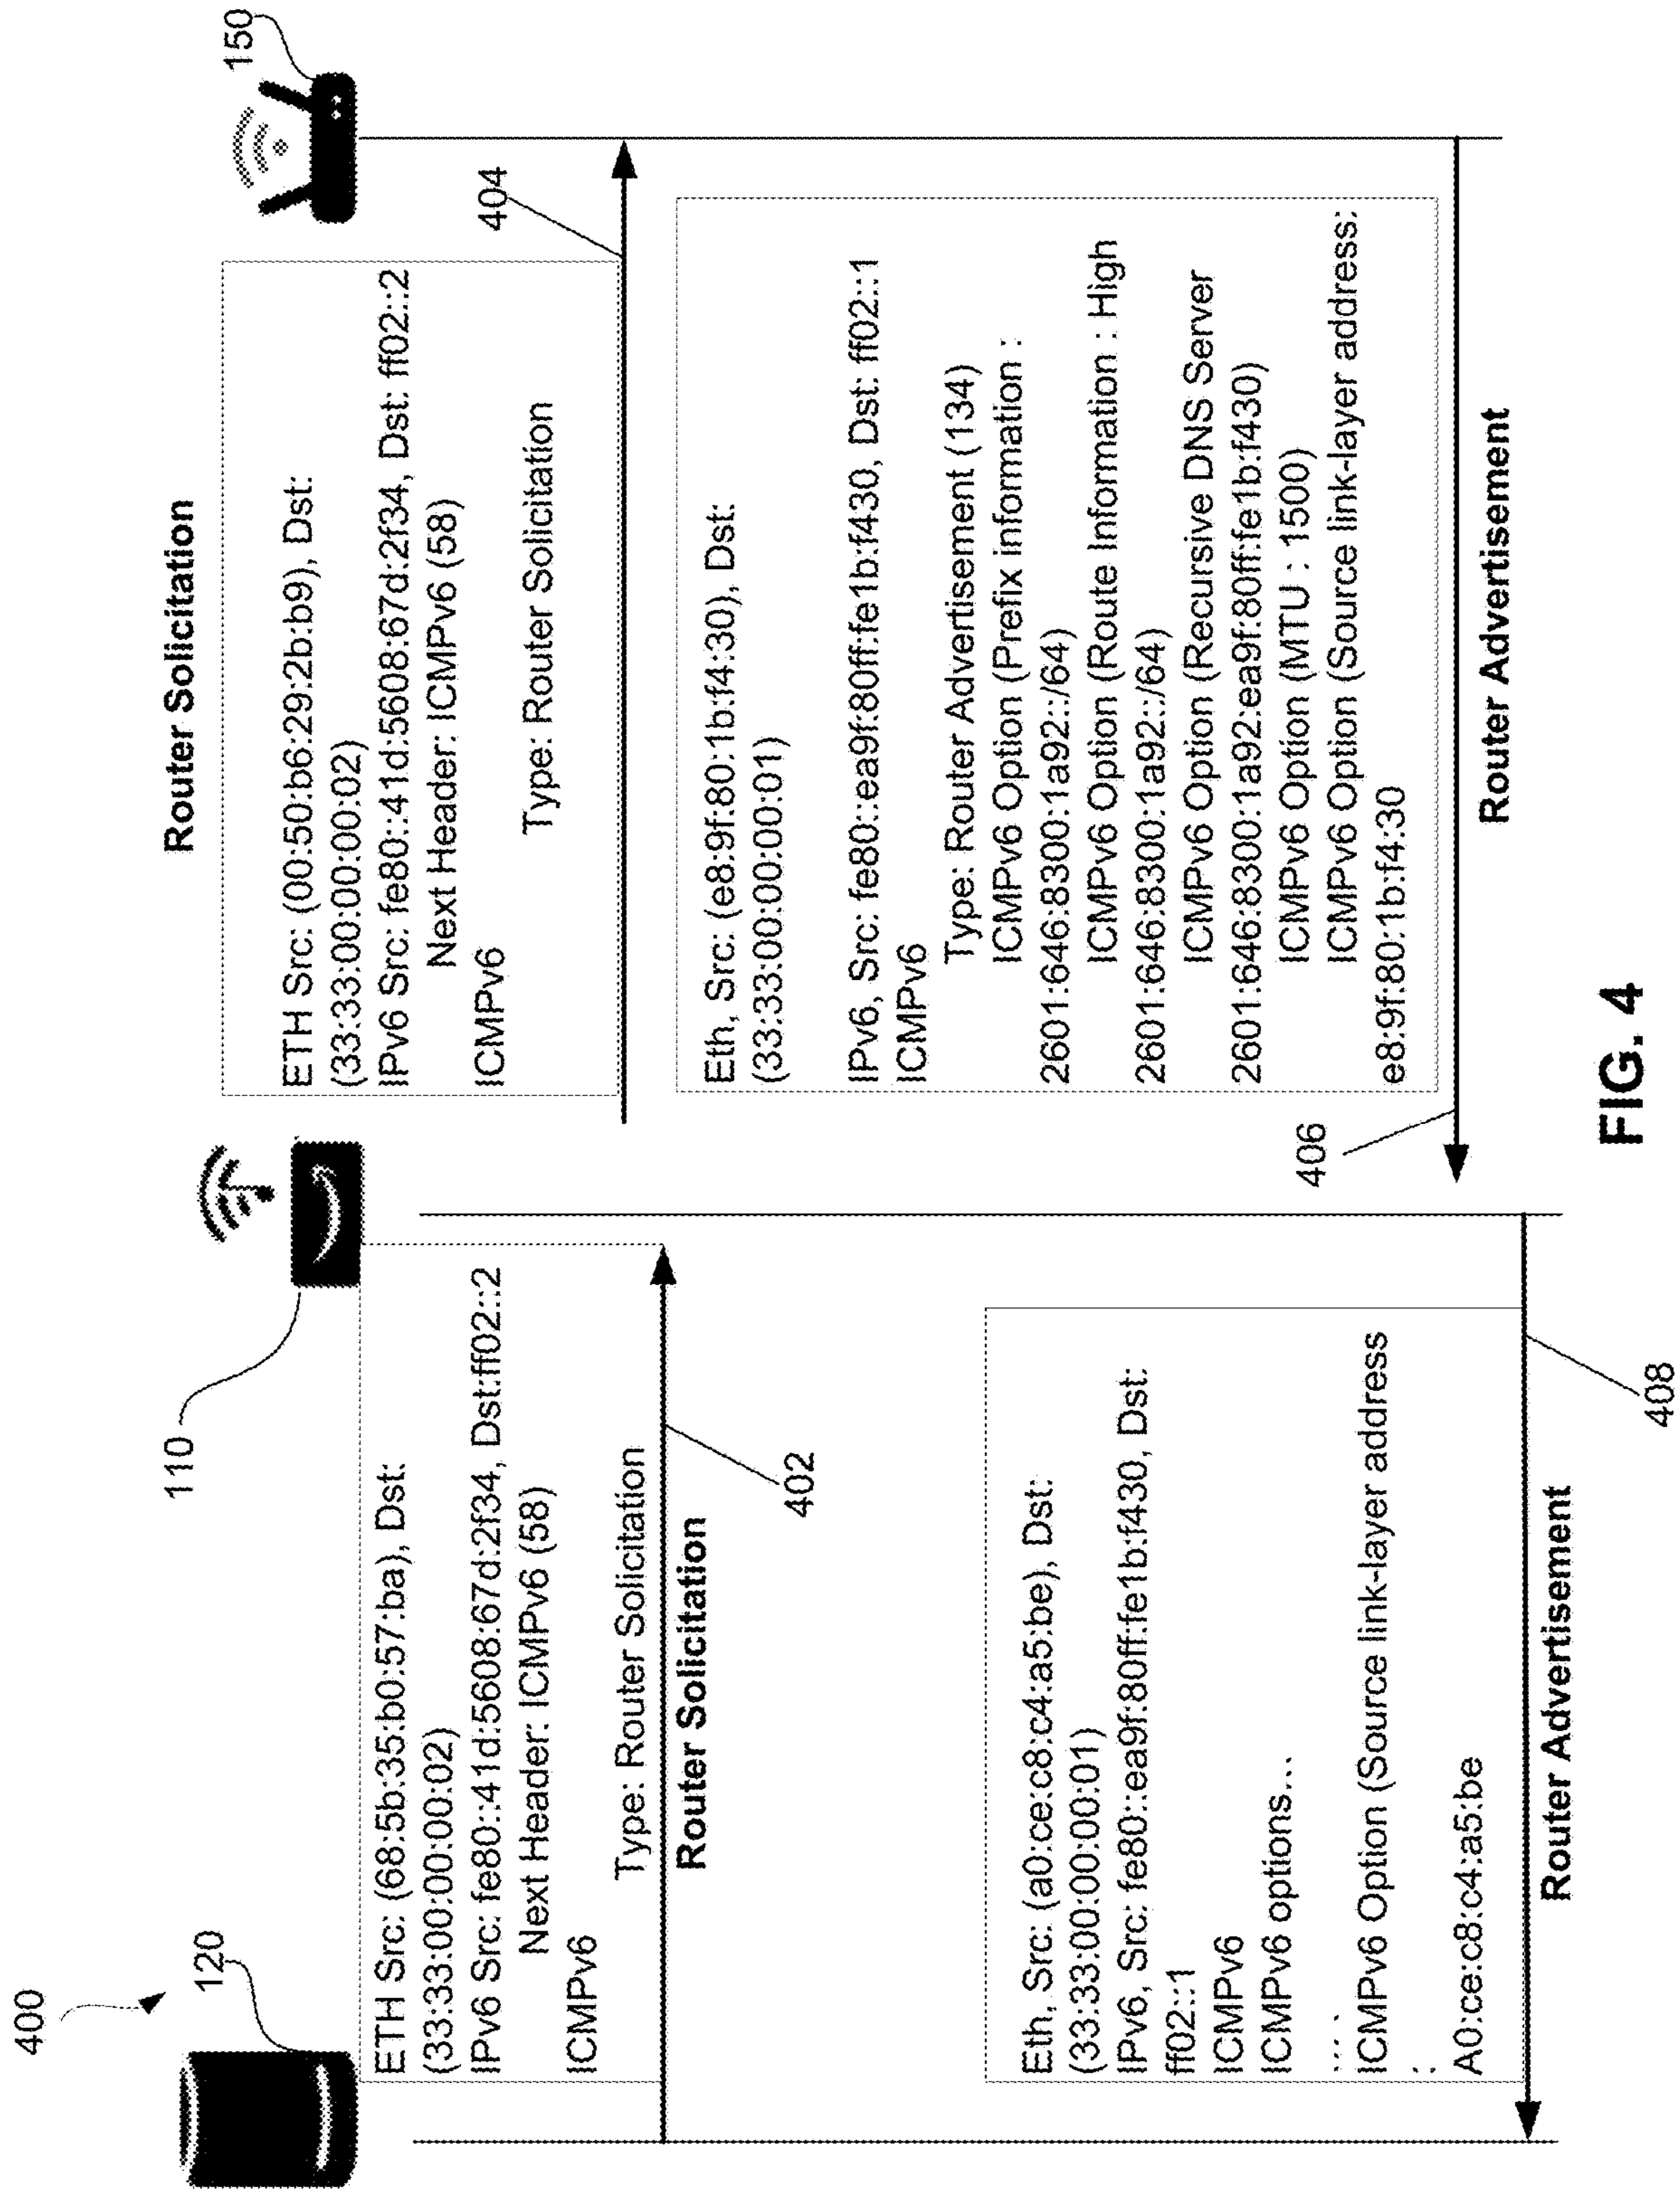 400
120
110
150
Router Solicitation
ETH Src: (68:5b:35:b0:57:ba), Dst:
(33:33:00:00:00:02)
IPv6 Src: fe80::41d:5608:67d:2f34, Dst:ff02::2
Next Header: ICMPv6 (58)
ICMPv6
Type: Router Solicitation
Router Solicitation
402
ETH Src: (00:50:b6:29:2b:b9), Dst:
(33:33:00:00:00:02)
IPv6 Src: fe80::41d:5608:67d:2f34, Dst: ff02::2
Next Header: ICMPv6 (58)
ICMPv6
Type: Router Solicitation
404
Eth, Src: (e8:9f:80:1b:f4:30), Dst:
(33:33:00:00:00:01)
IPv6, Src: fe80::ea9f:80ff:fe1b:f430, Dst: ff02::1
ICMPv6
Type: Router Advertisement (134)
ICMPv6 Option (Prefix information :
2601:646:8300:1a92::/64)
ICMPv6 Option (Route Information : High
2601:646:8300:1a92::/64)
ICMPv6 Option (Recursive DNS Server
2601:646:8300:1a92:ea9f:80ff:fe1b:f430)
ICMPv6 Option (MTU : 1500)
ICMPv6 Option (Source link-layer address:
e8:9f:80:1b:f4:30
406
Router Advertisement
Eth, Src: (a0:ce:c8:c4:a5:be), Dst:
(33:33:00:00:00:01)
IPv6, Src: fe80::ea9f:80ff:fe1b:f430, Dst:
ff02::1
ICMPv6
ICMPv6 options...
...
ICMPv6 Option (Source link-layer address
:
A0:ce:c8:c4:a5:be
408
Router Advertisement
FIG. 4